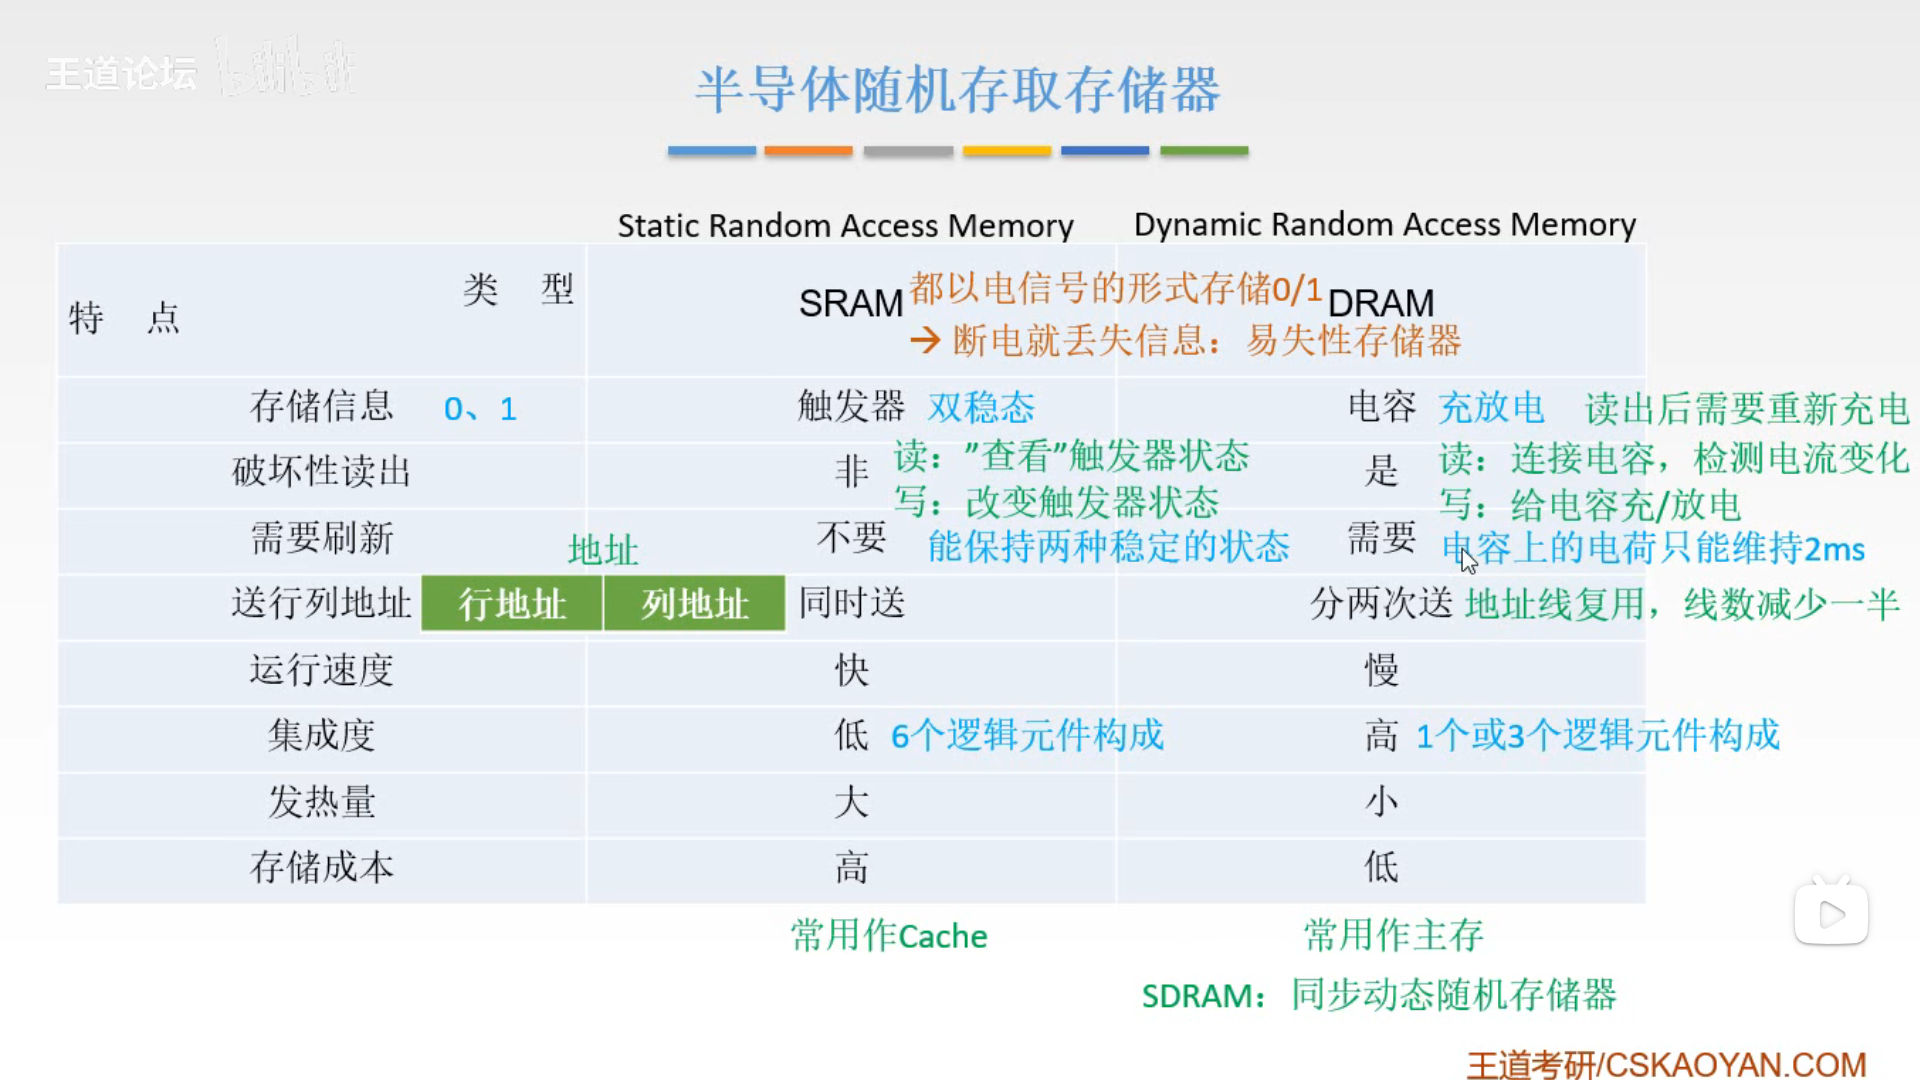 王道论坛 bilibili
半导体随机存取存储器
Static Random Access Memory
Dynamic Random Access Memory
类 型
特 点
SRAM
都以电信号的形式存储0/1
DRAM
→ 断电就丢失信息：易失性存储器
存储信息 0、1
触发器 双稳态
电容 充放电 读出后需要重新充电
破坏性读出
非
读："查看"触发器状态
写：改变触发器状态
是
读：连接电容，检测电流变化
写：给电容充/放电
需要刷新
不要 能保持两种稳定的状态
需要 电容上的电荷只能维持2ms
地址
送行列地址 行地址 列地址
同时送
分两次送 地址线复用，线数减少一半
运行速度
快
慢
集成度
低 6个逻辑元件构成
高 1个或3个逻辑元件构成
发热量
大
小
存储成本
高
低
常用作Cache
常用作主存
SDRAM：同步动态随机存储器
王道考研/CSKAOYAN.COM